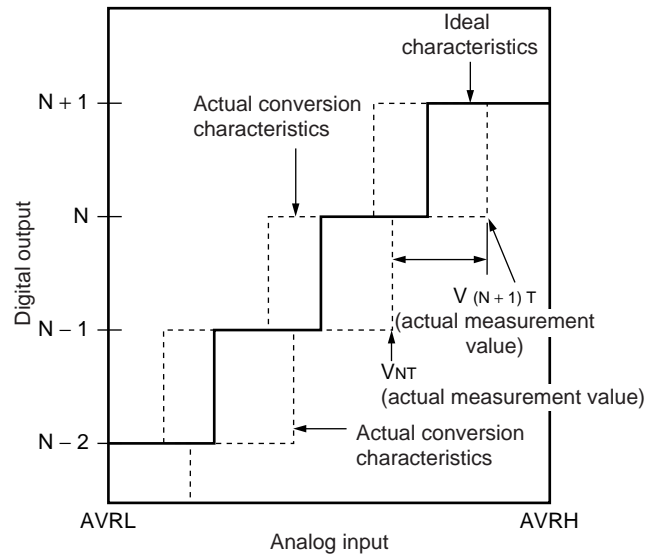 Ideal
characteristics
N + 1
Actual conversion
characteristics
N
Digital output
V (N + 1) T
(actual measurement
value)
N − 1
VNT
(actual measurement value)
Actual conversion
characteristics
N − 2
AVRL
AVRH
Analog input